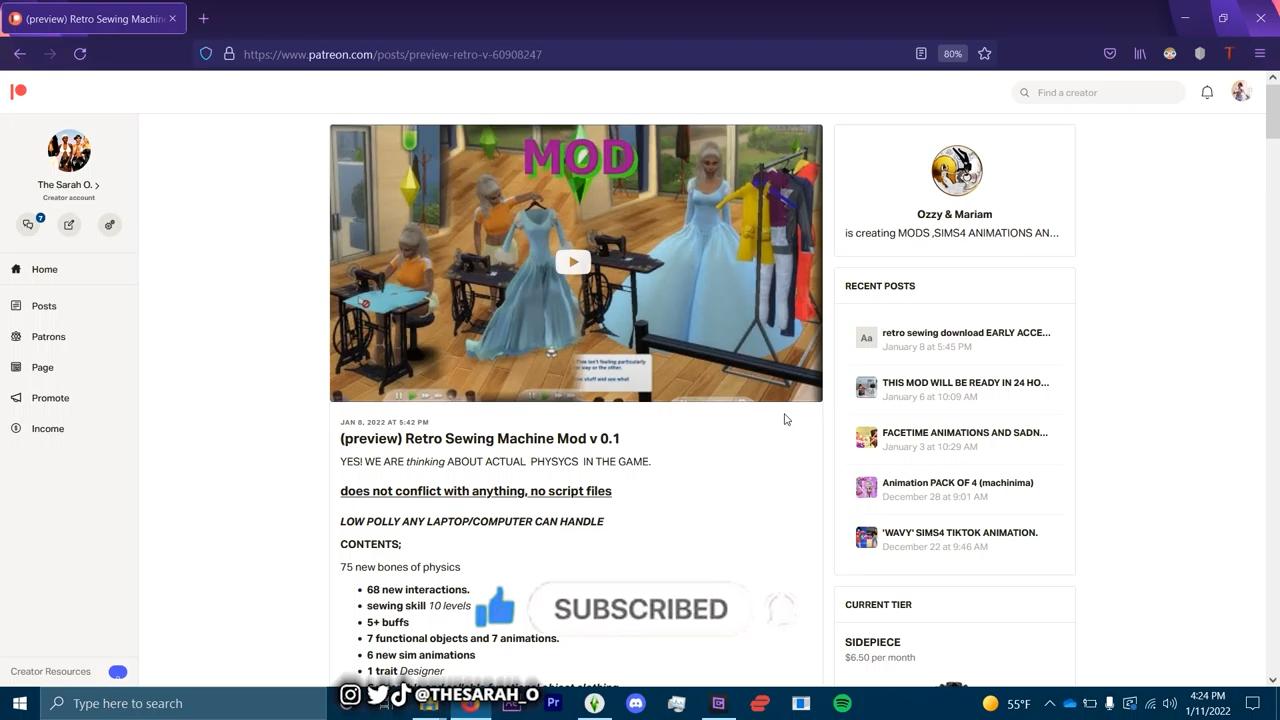 (preview) Retro Sewing Machin
https://www.patreon.com/posts/preview-retro-v-60908247
80%
T
Find a creator
The Sarah O.
Creator account
7
Home
Posts
Patrons
Page
Promote
Income
Creator Resources
MOD
JAN 8, 2022 AT 5:42 PM
(preview) Retro Sewing Machine Mod v 0.1
YES! WE ARE thinking ABOUT ACTUAL PHYSYCS IN THE GAME.
does not conflict with anything, no script files
LOW POLLY ANY LAPTOP/COMPUTER CAN HANDLE
CONTENTS;
75 new bones of physics
68 new interactions.
sewing skill 10 levels
5+ buffs
7 functional objects and 7 animations.
6 new sim animations
1 trait Designer
SUBSCRIBED
@THESARAH_O
Ozzy & Mariam
is creating MODS ,SIMS4 ANIMATIONS AN...
RECENT POSTS
Aa
retro sewing download EARLY ACCE...
January 8 at 5:45 PM
THIS MOD WILL BE READY IN 24 HO...
January 6 at 10:09 AM
FACETIME ANIMATIONS AND SADN...
January 3 at 10:29 AM
Animation PACK OF 4 (machinima)
December 28 at 9:01 AM
'WAVY' SIMS4 TIKTOK ANIMATION.
December 22 at 9:46 AM
CURRENT TIER
SIDEPIECE
$6.50 per month
Type here to search
Pr
55°F
4:24 PM
1/11/2022